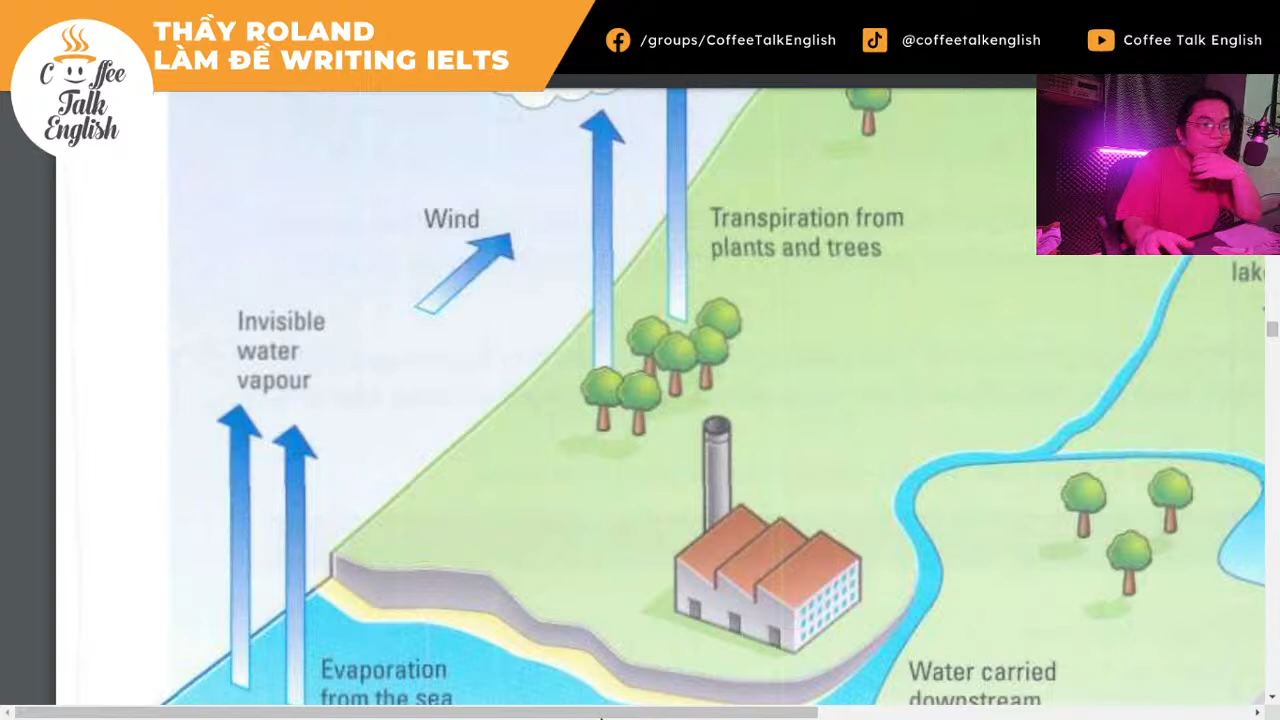 THẦY ROLAND
LÀM ĐỀ WRITING IELTS
/groups/CoffeeTalkEnglish
@coffeetalkenglish
Coffee Talk English
Coffee
Talk
English
Wind
Transpiration from
plants and trees
lak
Invisible
water
vapour
Evaporation
from the sea
Water carried
downstream